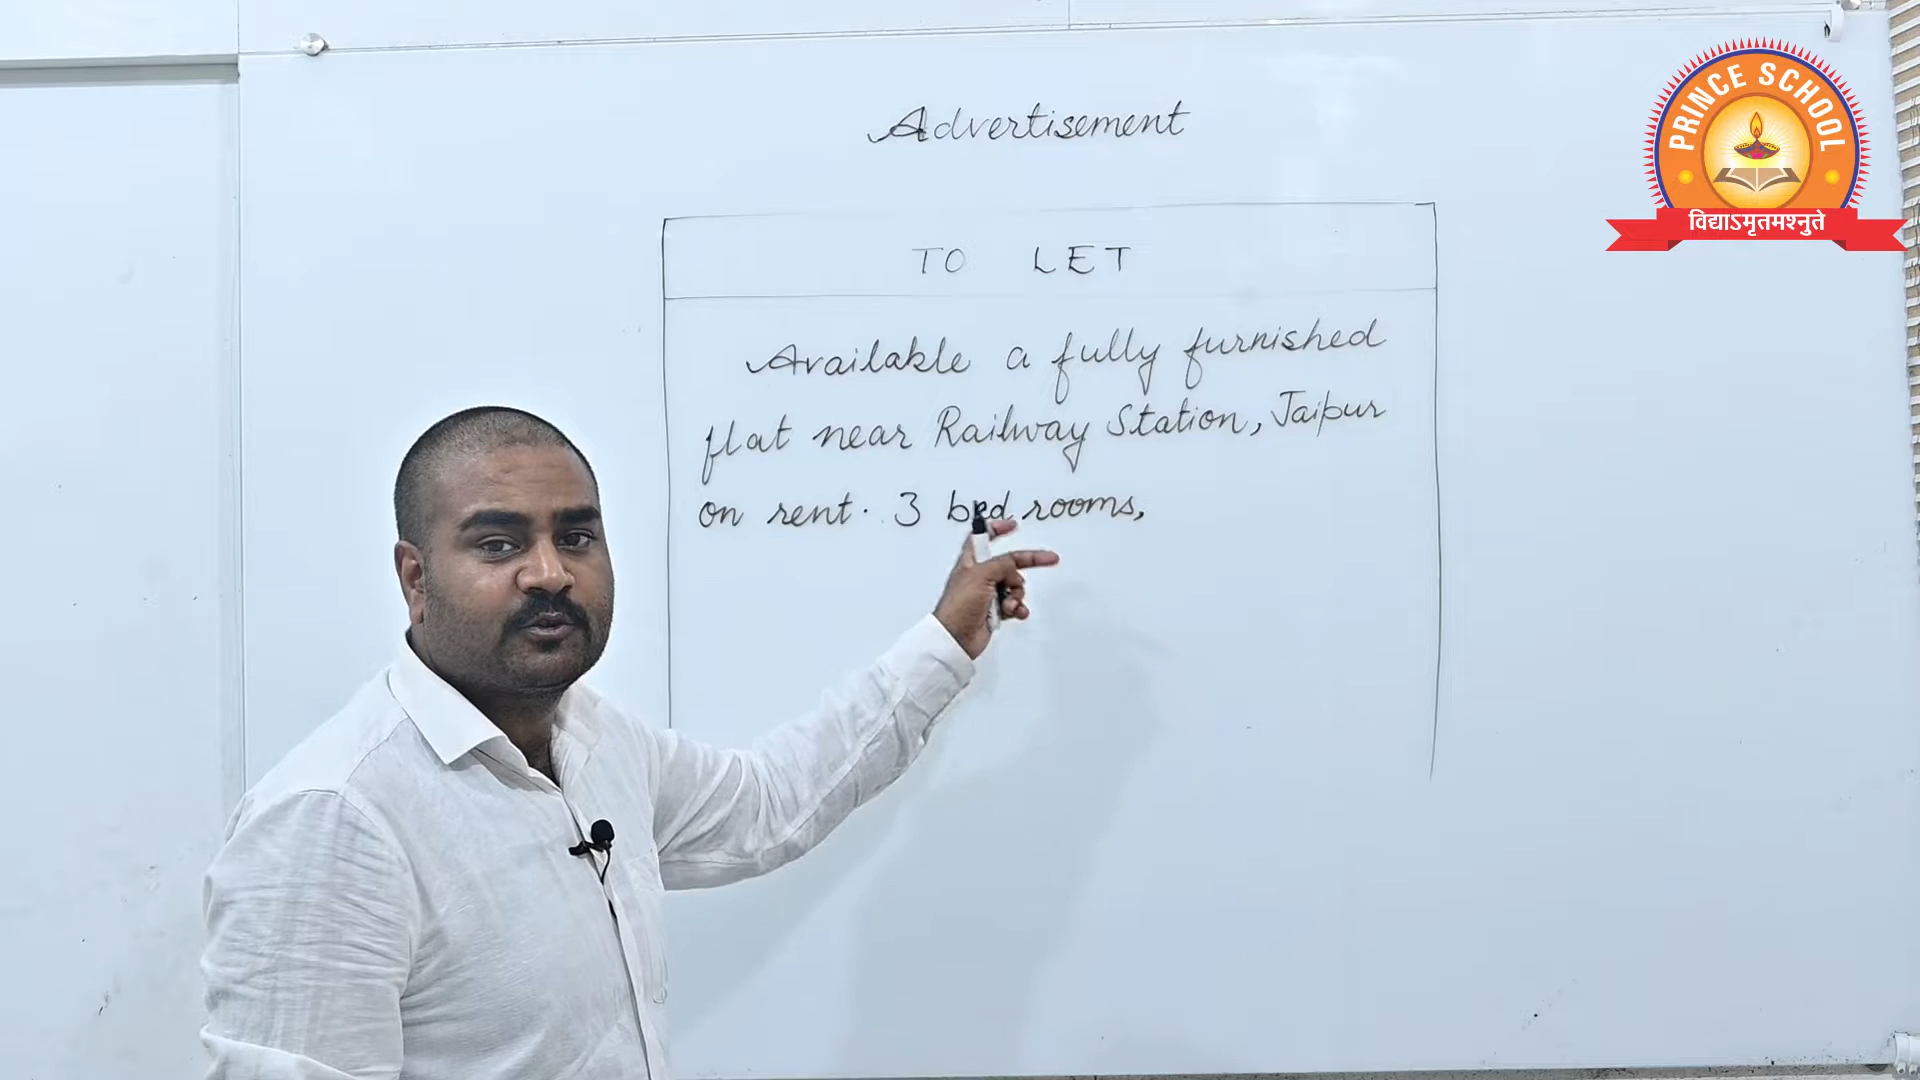 Advertisement
PRINCE SCHOOL
विद्याऽमृतमश्नुते
TO LET
Available a fully furnished
flat near Railway Station, Jaipur
on rent. 3 bed rooms,